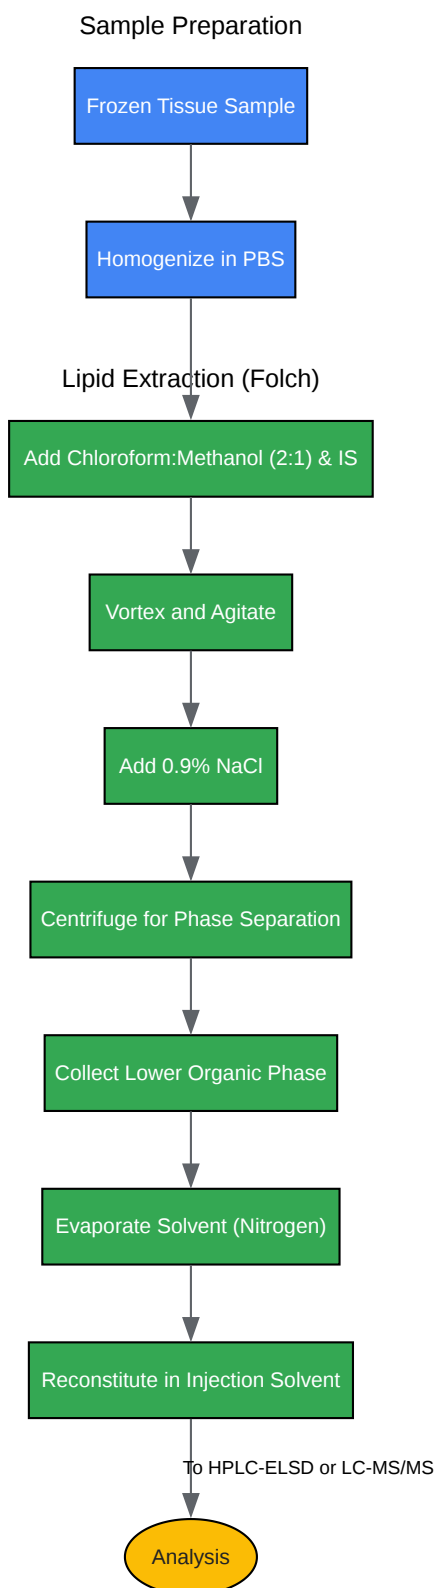 Sample Preparation
Frozen Tissue Sample
Homogenize in PBS
Lipid Extraction (Folch)
Add Chloroform:Methanol (2:1) & IS
Vortex and Agitate
Add 0.9% NaCl
Centrifuge for Phase Separation
Collect Lower Organic Phase
Evaporate Solvent (Nitrogen)
Reconstitute in Injection Solvent
To HPLC-ELSD or LC-MS/MS
Analysis